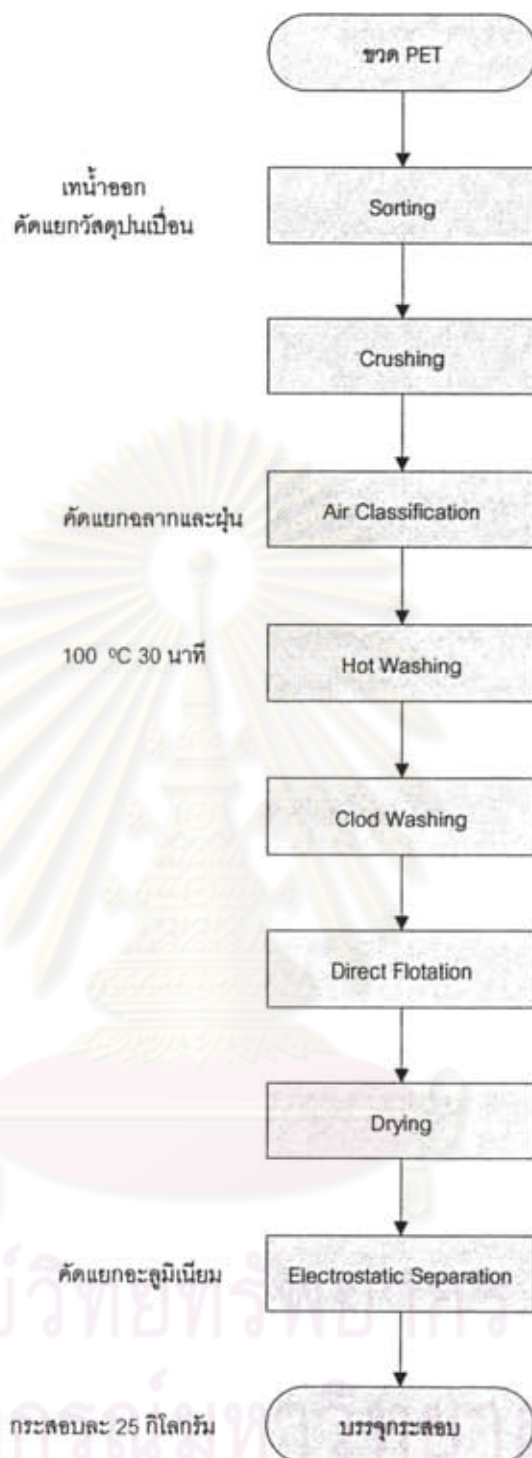 ขวด PET
เทน้ำออก
คัดแยกวัสดุปนเปื้อน
Sorting
Crushing
คัดแยกฉลากและฝุ่น
Air Classification
100 ºC 30 นาที
Hot Washing
Clod Washing
Direct Flotation
Drying
คัดแยกอะลูมิเนียม
Electrostatic Separation
กระสอบละ 25 กิโลกรัม
บรรจุกระสอบ